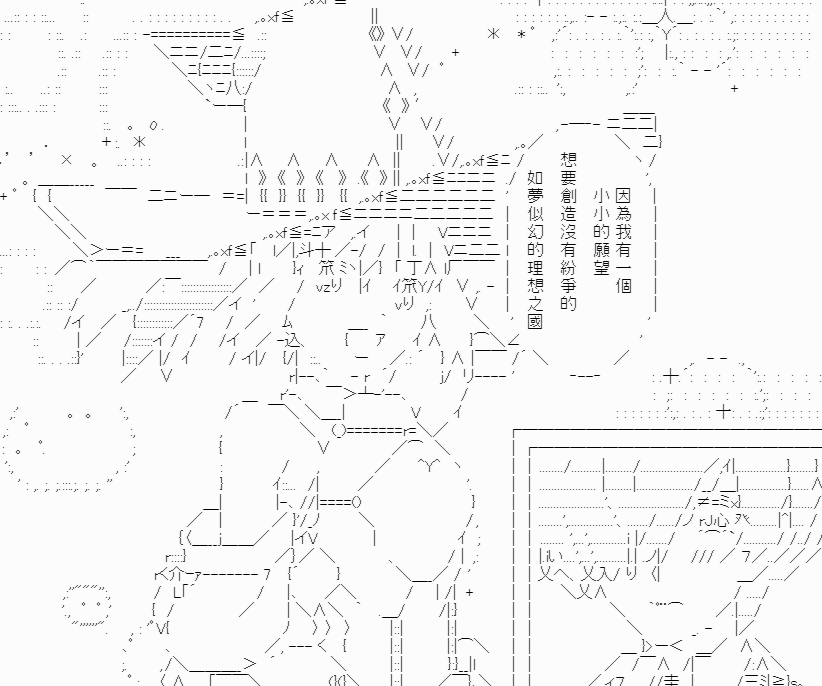 因為我有一個
小小的願望
想要創造沒有紛爭的
如夢似幻的理想之國